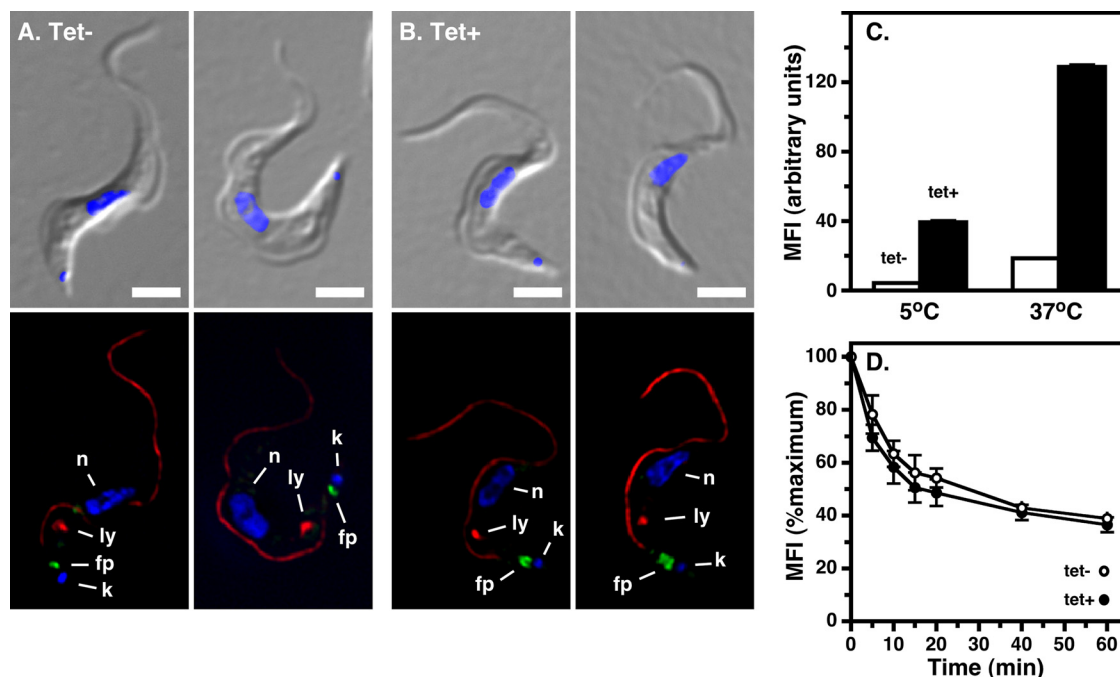 A. Tet-
B. Tet+
n
ly
fp
k
n
ly
k
fp
n
ly
k
fp
n
ly
k
fp
C.
MFI (arbitrary units)
120
80
40
0
tet-
tet+
5ºC
37ºC
D.
MFI (%maximum)
100
80
60
40
20
0
tet-
tet+
0
10
20
30
40
50
60
Time (min)